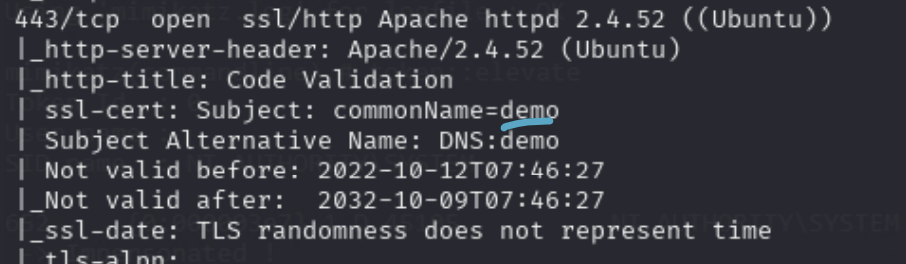 443/tcp  open  ssl/http Apache httpd 2.4.52 ((Ubuntu))
|_http-server-header: Apache/2.4.52 (Ubuntu)
|_http-title: Code Validation
| ssl-cert: Subject: commonName=demo
| Subject Alternative Name: DNS:demo
| Not valid before: 2022-10-12T07:46:27
|_Not valid after:  2032-10-09T07:46:27
|_ssl-date: TLS randomness does not represent time
| tls-alpn: